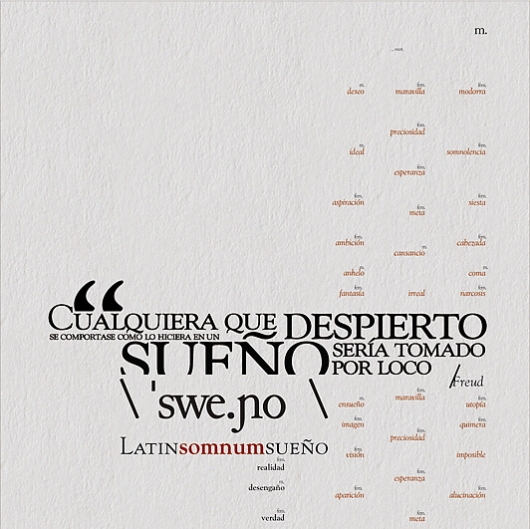 m.
m. fem. fem.
deseo maravilla modorra
fem.
preciosidad
m. fem.
ideal somnolencia
fem.
esperanza
fem. fem.
aspiración siesta
fem.
meta
fem. fem.
ambición cabezada
m.
cansancio
m. m.
anhelo coma
fem. fem.
fantasía irreal narcosis
“
CUALQUIERA QUE DESPIERTO
SE COMPORTASE COMO LO HICIERA EN UN
SUEÑO SERÍA TOMADO
POR LOCO
/Freud
\ 'swe.ɲo \
LATINsomnumSUEÑO
m. fem. fem.
ensueño maravilla utopía
fem. fem.
imagen quimera
fem.
preciosidad
fem.
visión imposible
fem.
realidad
fem.
esperanza
m.
desengaño
fem. fem.
aparición alucinación
fem. fem.
verdad meta